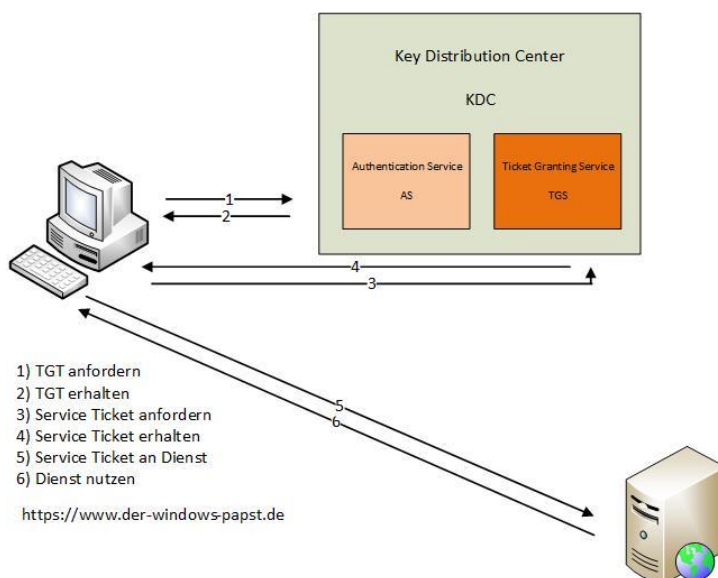 Key Distribution Center
KDC
Authentication Service
AS
Ticket Granting Service
TGS
1
2
4
3
5
6
1) TGT anfordern
2) TGT erhalten
3) Service Ticket anfordern
4) Service Ticket erhalten
5) Service Ticket an Dienst
6) Dienst nutzen
https://www.der-windows-papst.de